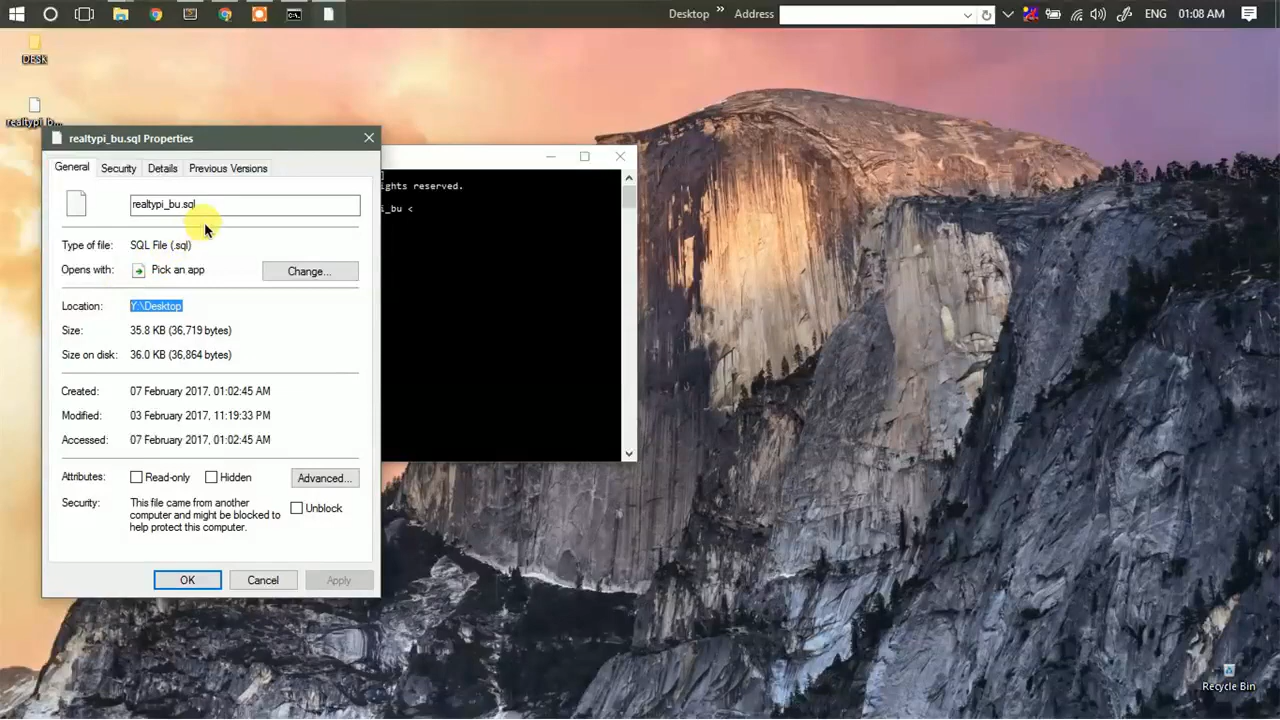 Desktop » Address ENG 01:08 AM
DESK
realtypi_b...
realtypi_bu.sql Properties
General Security Details Previous Versions
realtypi_bu.sql
Type of file: SQL File (.sql)
Opens with: Pick an app Change...
Location: Y:\Desktop
Size: 35.8 KB (36,719 bytes)
Size on disk: 36.0 KB (36,864 bytes)
Created: 07 February 2017, 01:02:45 AM
Modified: 03 February 2017, 11:19:33 PM
Accessed: 07 February 2017, 01:02:45 AM
Attributes: Read-only Hidden Advanced...
Security: This file came from another
computer and might be blocked to
help protect this computer.
Unblock
OK Cancel Apply
]
ights reserved.
i_bu <
Recycle Bin